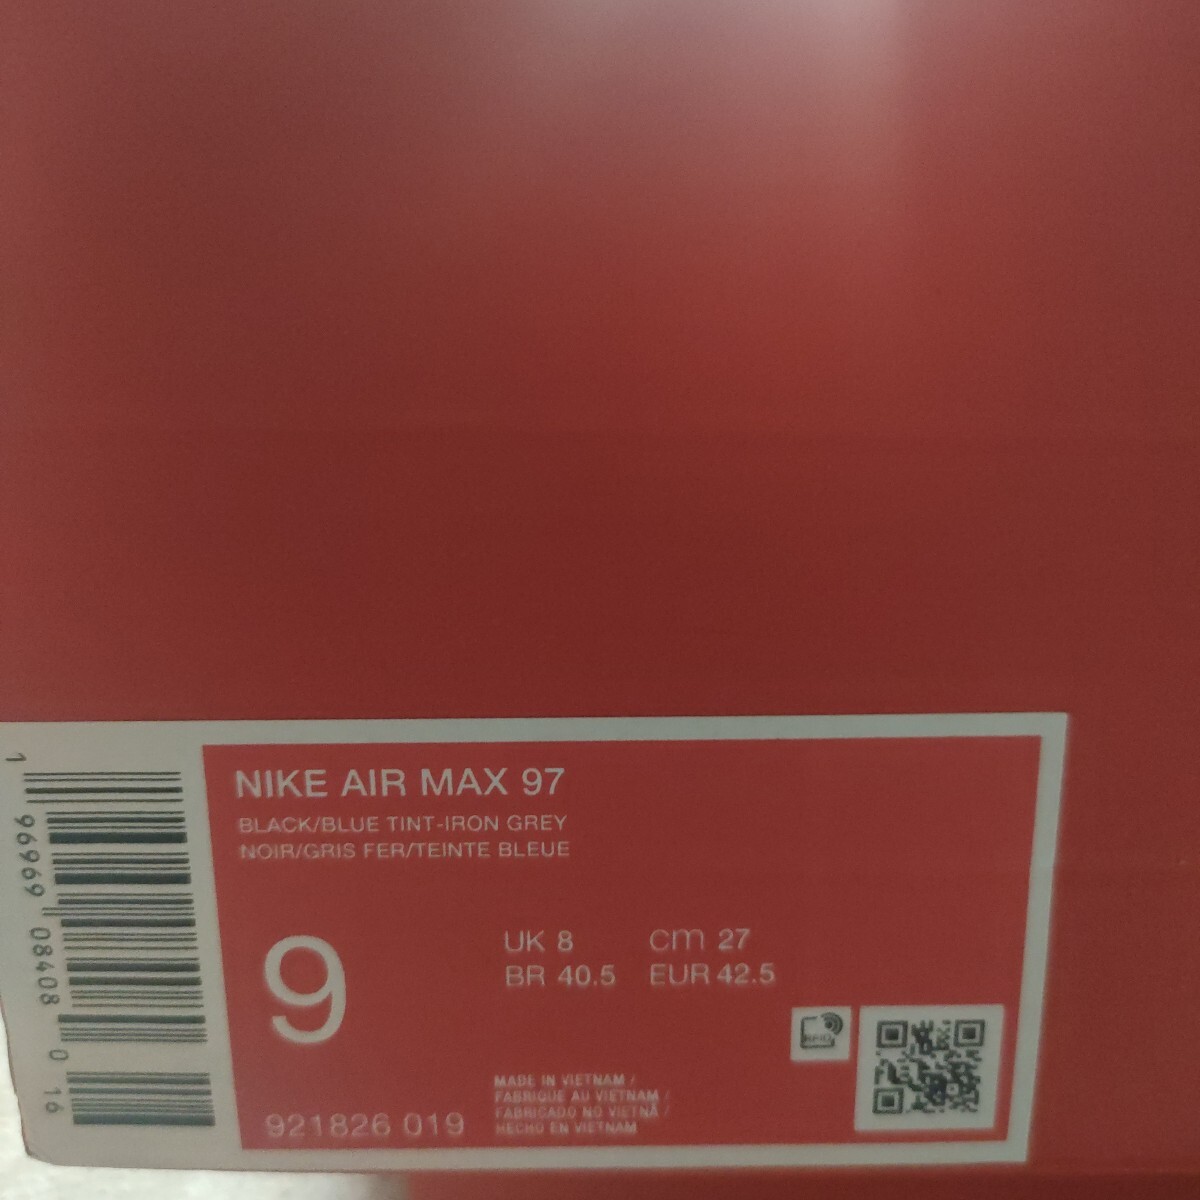 NIKE AIR MAX 97
BLACK/BLUE TINT-IRON GREY
NOIR/GRIS FER/TEINTE BLEUE
9
UK 8 cm 27
BR 40.5 EUR 42.5
RFID
MADE IN VIETNAM /
FABRIQUE AU VIETNAM /
FABRICADO NO VIETNÃ /
HECHO EN VIETNAM
921826 019
1 96969 08408 0 16